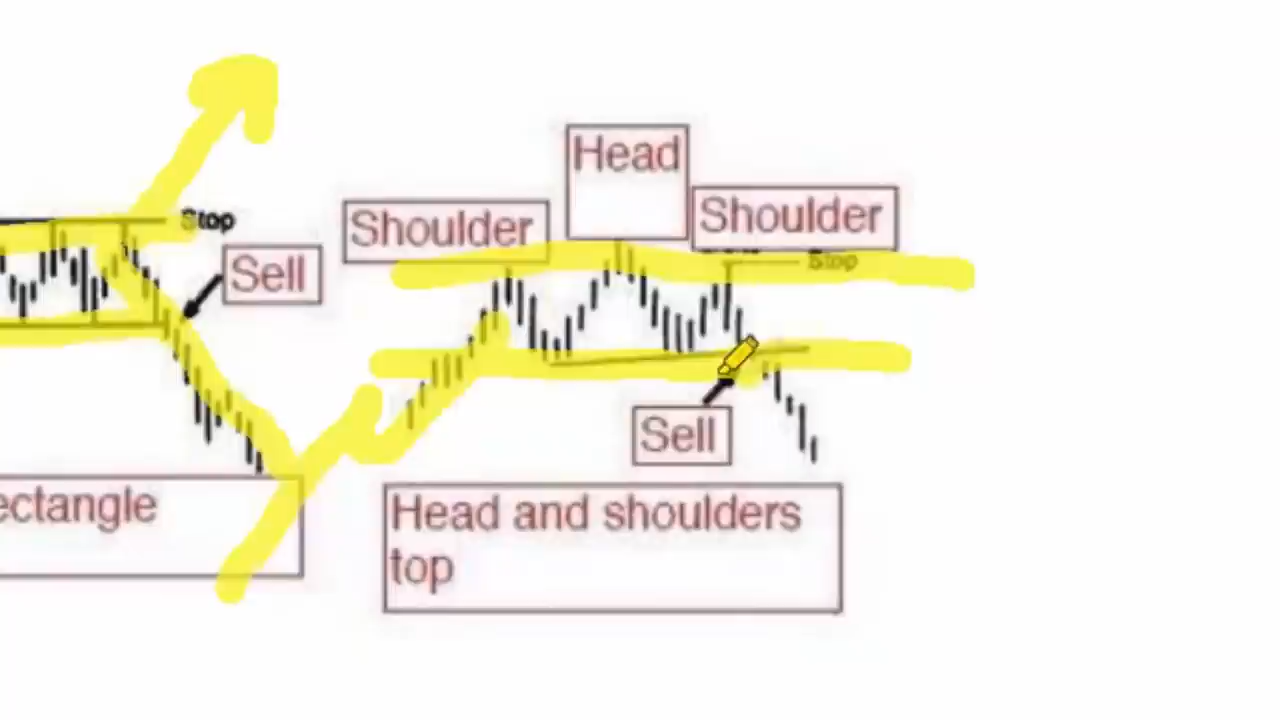 Head
Shoulder
Shoulder
Stop
Sell
Stop
Sell
ectangle
Head and shoulders
top